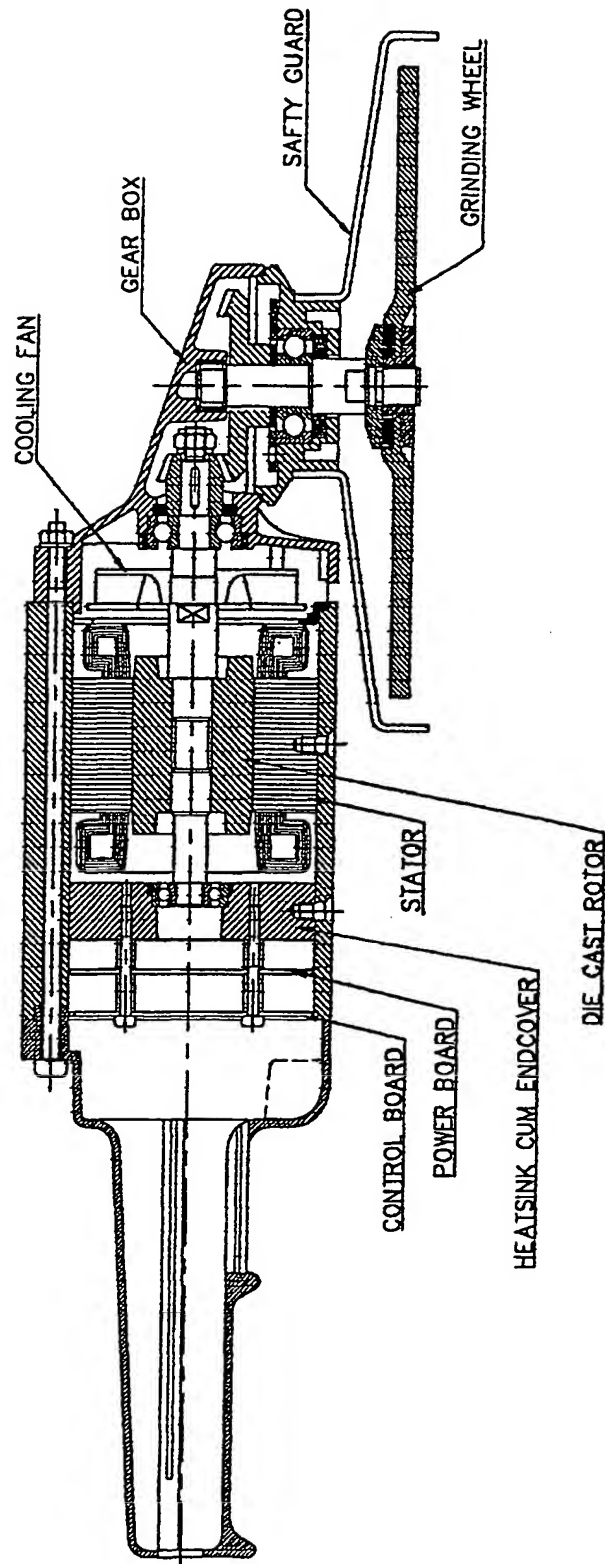 COOLING FAN
GEAR BOX
SAFTY GUARD
GRINDING WHEEL
CONTROL BOARD
POWER BOARD
HEATSINK CUM ENDCOVER
STATOR
DIE CAST ROTOR